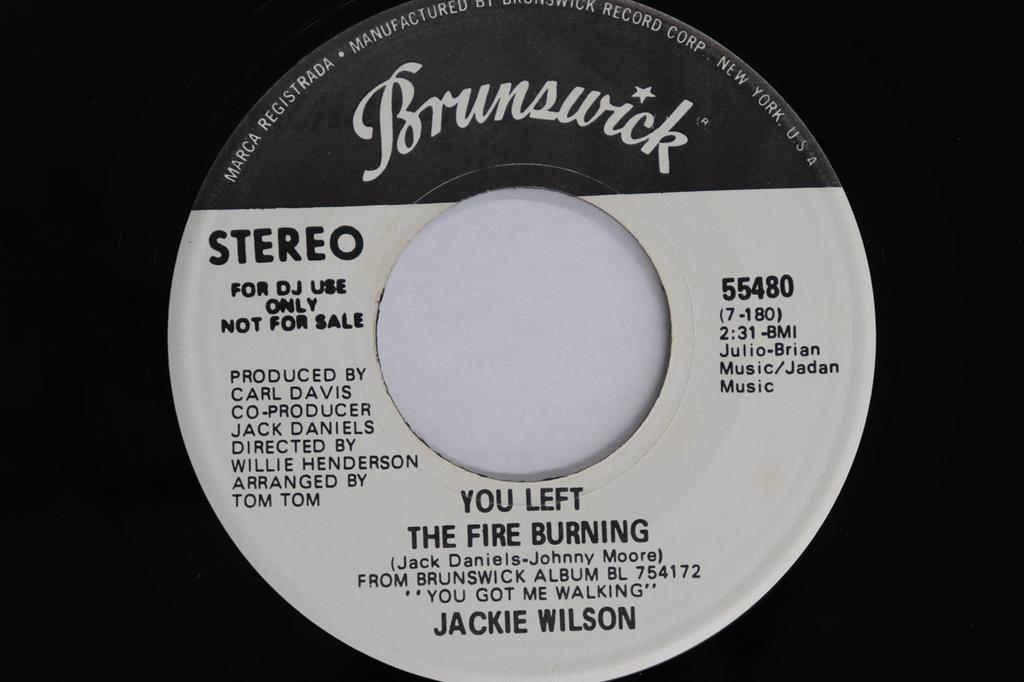 MARCA REGISTRADA • MANUFACTURED BY BRUNSWICK RECORD CORP. NEW YORK. U S A
Brunswick
®
STEREO
FOR DJ USE
ONLY
NOT FOR SALE
55480
(7-180)
2:31-BMI
Julio-Brian
Music/Jadan
Music
PRODUCED BY
CARL DAVIS
CO-PRODUCER
JACK DANIELS
DIRECTED BY
WILLIE HENDERSON
ARRANGED BY
TOM TOM
YOU LEFT
THE FIRE BURNING
(Jack Daniels-Johnny Moore)
FROM BRUNSWICK ALBUM BL 754172
''YOU GOT ME WALKING''
JACKIE WILSON